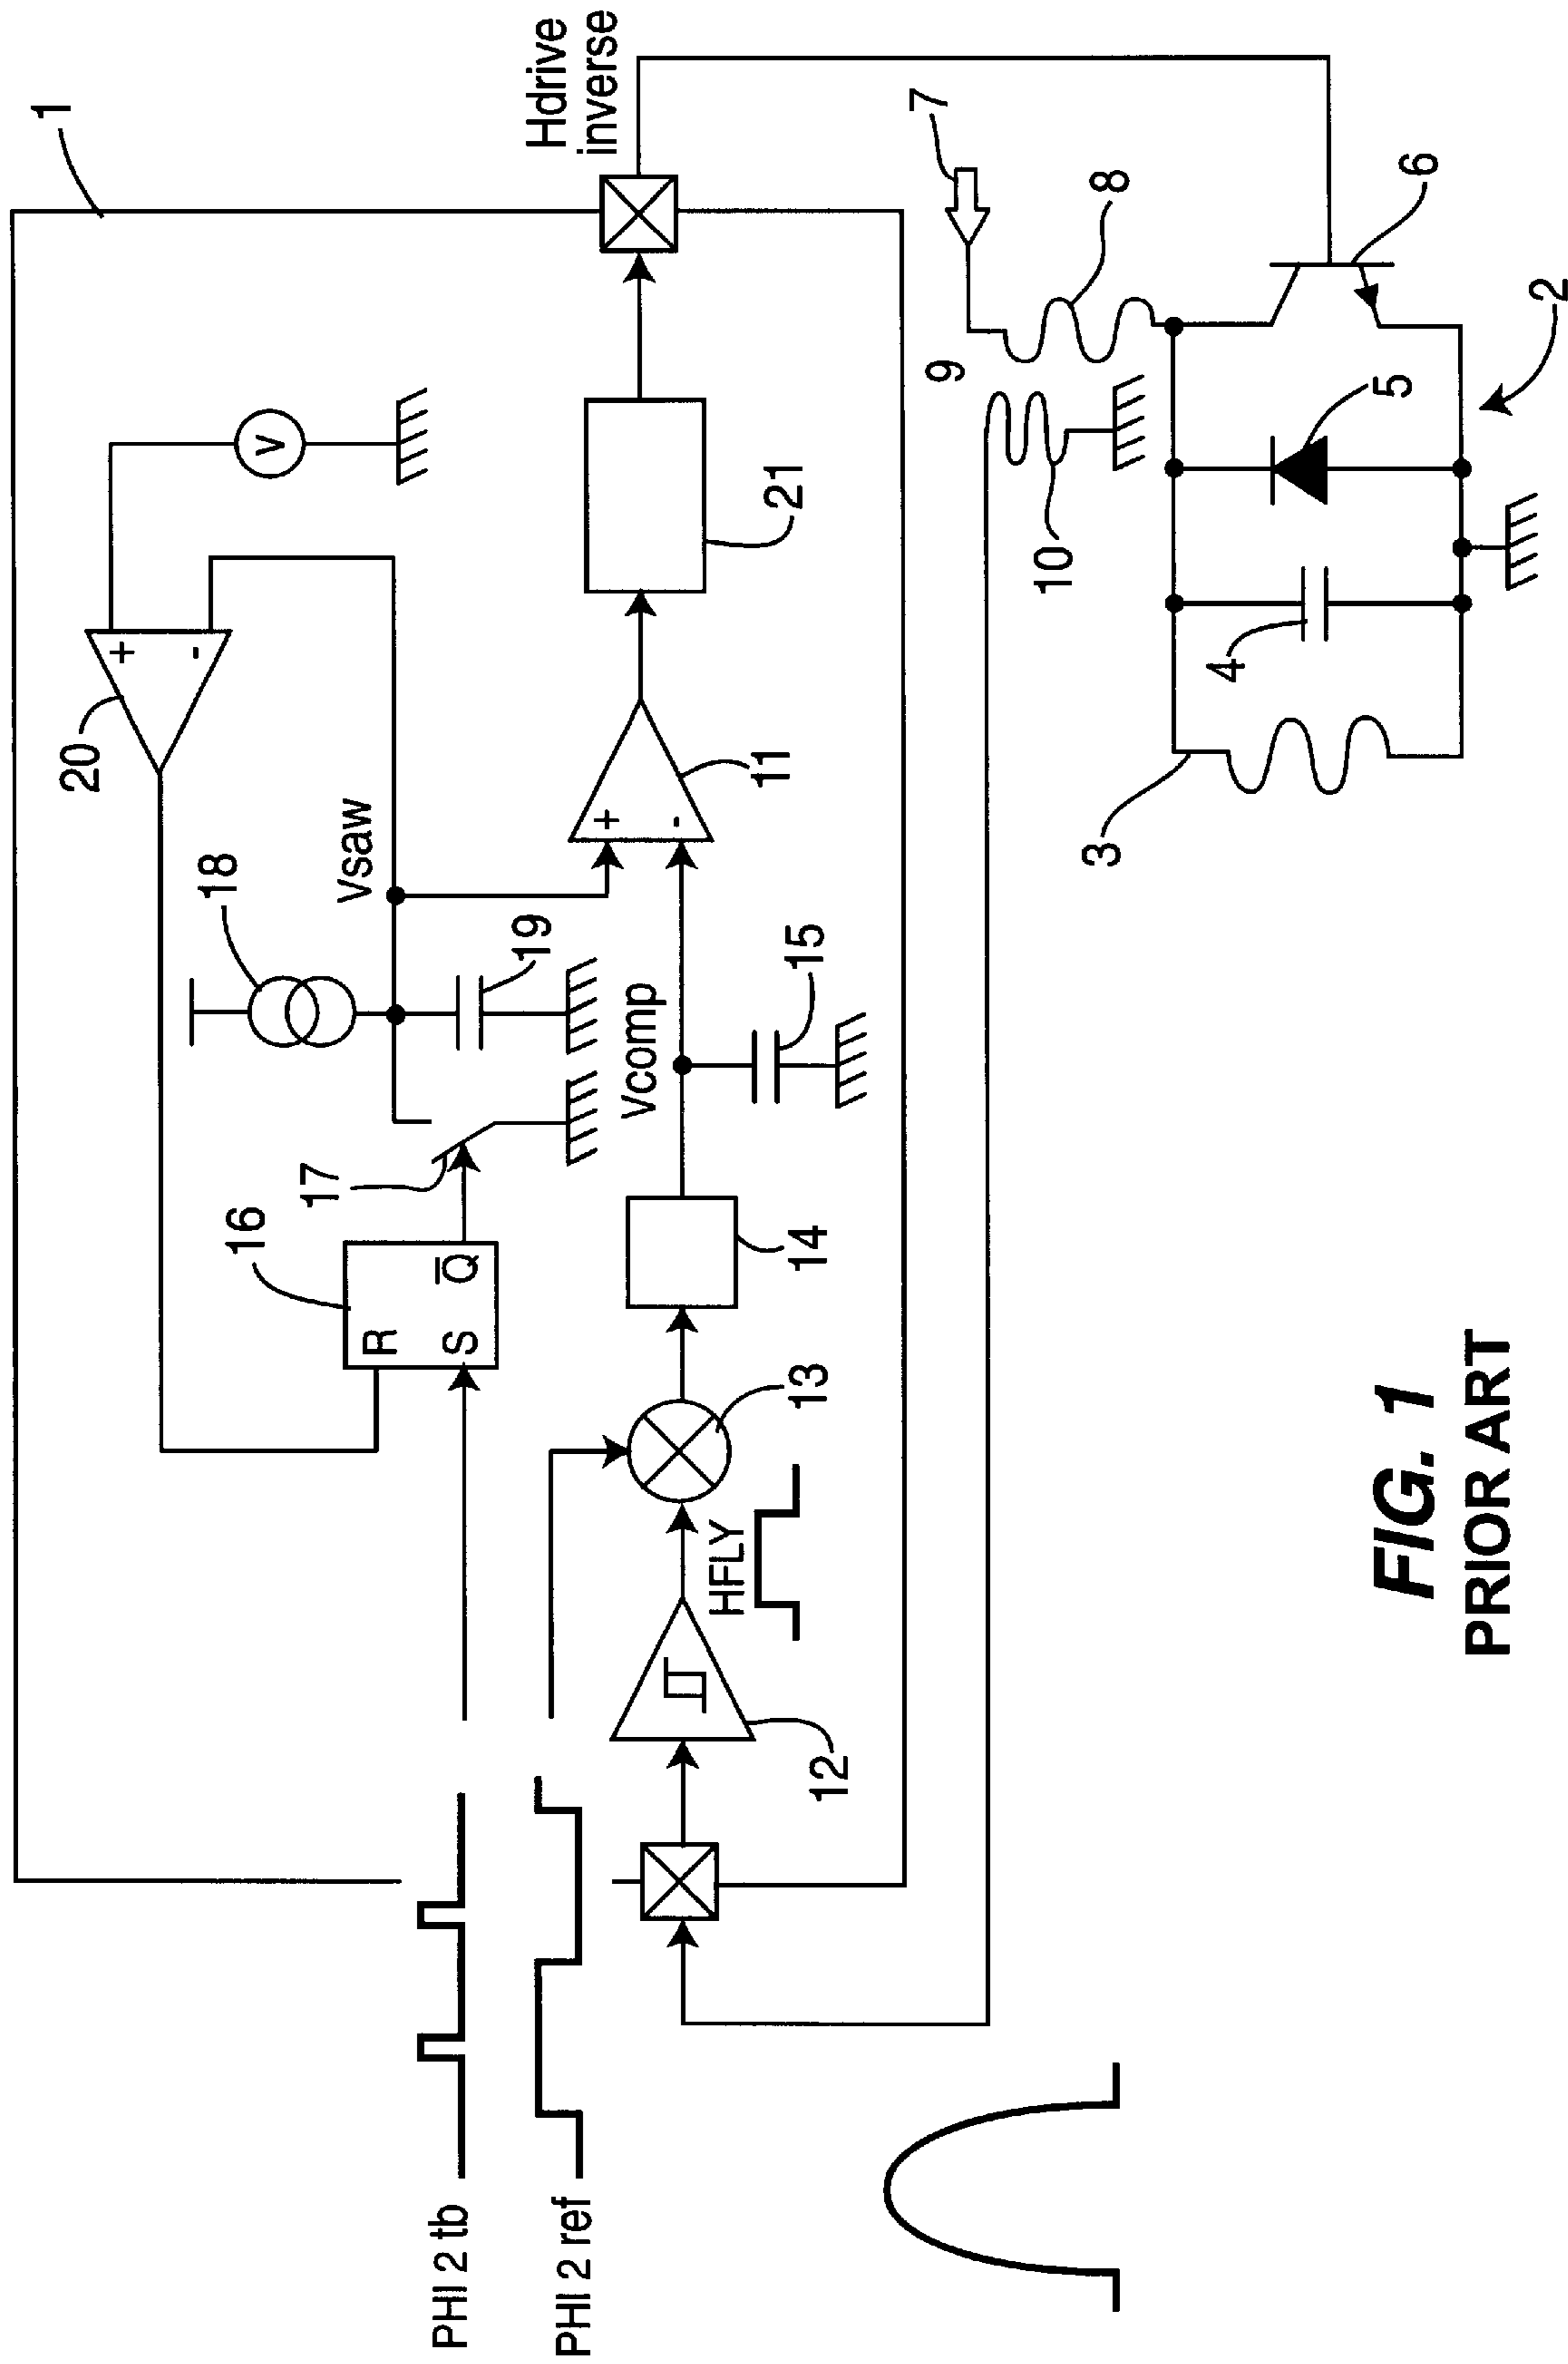 1
Hdrive
inverse
20
V
+
-
18
Vsaw
16
17
19
R
S
Q̅
+
-
11
21
Vcomp
15
14
13
HFLY
12
PHI 2 tb
PHI 2 ref
7
8
9
10
6
5
4
3
2
FIG. 1
PRIOR ART